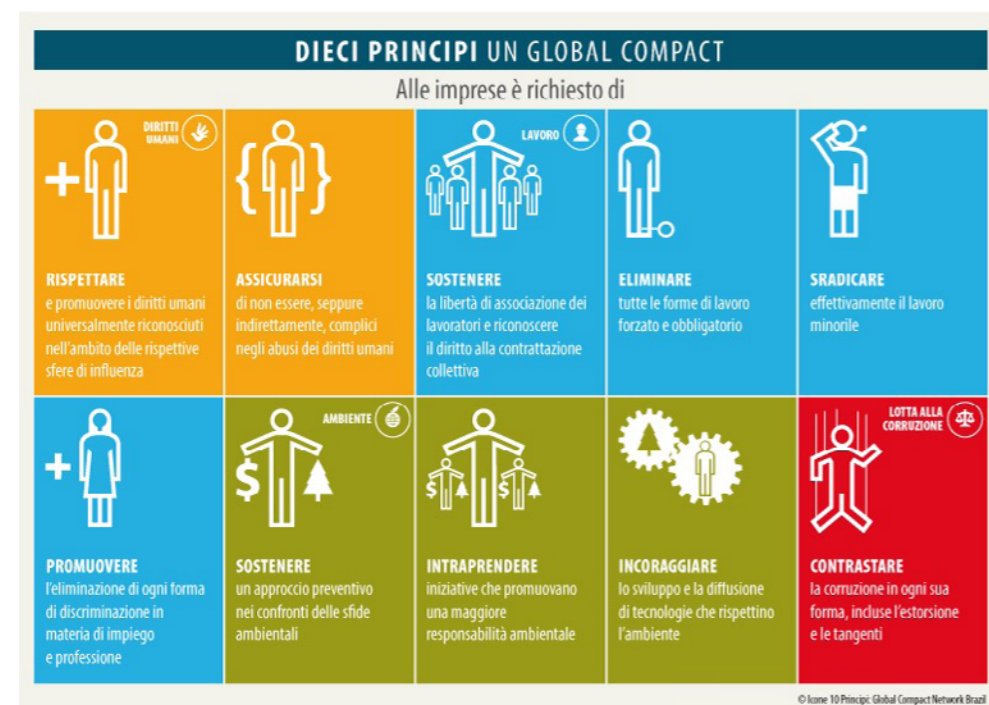 DIECI PRINCIPI UN GLOBAL COMPACT
Alle imprese è richiesto di
DIRITTI
UMANI
RISPETTARE
e promuovere i diritti umani
universalmente riconosciuti
nell'ambito delle rispettive
sfere di influenza
ASSICURARSI
di non essere, seppure
indirettamente, complici
negli abusi dei diritti umani
LAVORO
SOSTENERE
la libertà di associazione dei
lavoratori e riconoscere
il diritto alla contrattazione
collettiva
ELIMINARE
tutte le forme di lavoro
forzato e obbligatorio
SRADICARE
effettivamente il lavoro
minorile
PROMUOVERE
l'eliminazione di ogni forma
di discriminazione in
materia di impiego
e professione
AMBIENTE
$
SOSTENERE
un approccio preventivo
nei confronti delle sfide
ambientali
$ $
INTRAPRENDERE
iniziative che promuovano
una maggiore
responsabilità ambientale
INCORAGGIARE
lo sviluppo e la diffusione
di tecnologie che rispettino
l'ambiente
LOTTA ALLA
CORRUZIONE
CONTRASTARE
la corruzione in ogni sua
forma, incluse l'estorsione
e le tangenti
© Icone 10 Principi: Global Compact Network Brazil